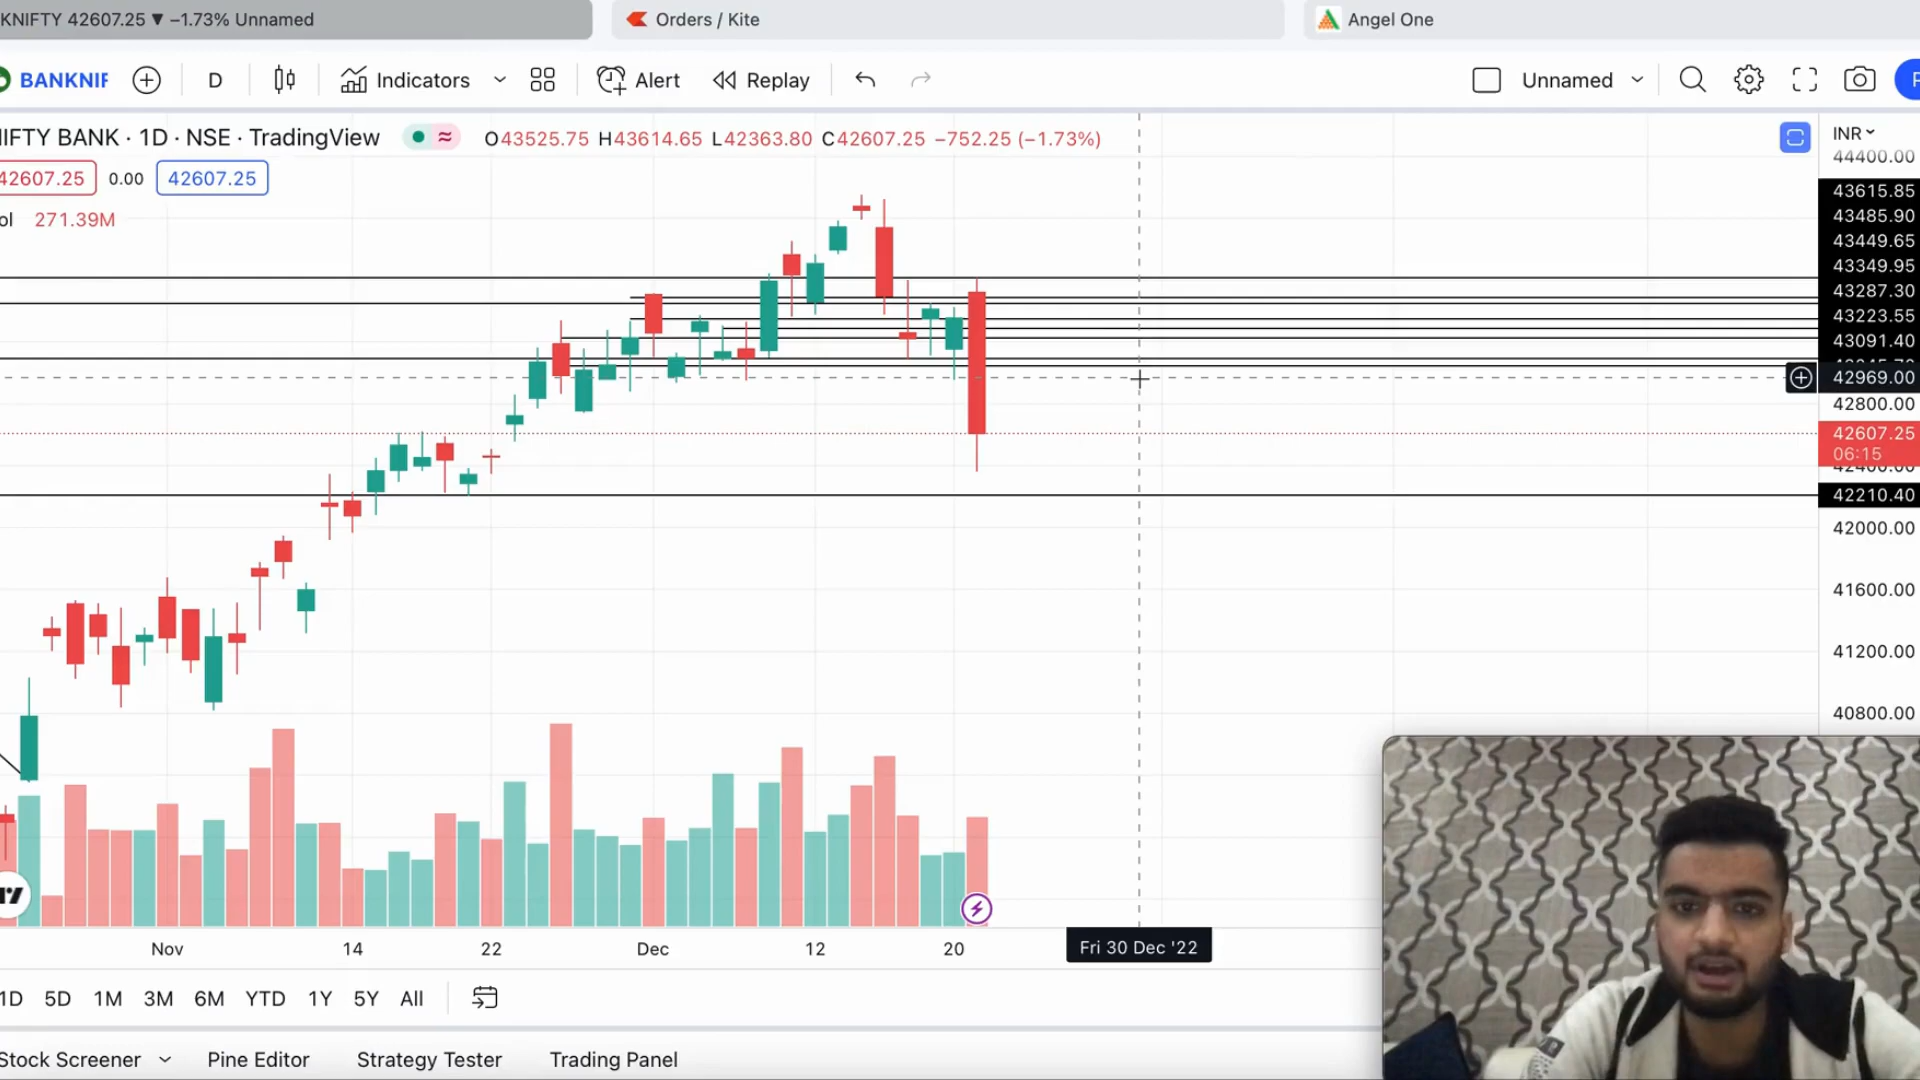 KNIFTY 42607.25 ▼ −1.73% Unnamed
Orders / Kite
Angel One
BANKNIF
D
Indicators
Alert
Replay
Unnamed
IFTY BANK · 1D · NSE · TradingView
O43525.75 H43614.65 L42363.80 C42607.25 −752.25 (−1.73%)
INR
42607.25
0.00
42607.25
ol 271.39M
44400.00
43615.85
43485.90
43449.65
43349.95
43287.30
43223.55
43091.40
42969.00
42800.00
42607.25
06:15
42400.00
42210.40
42000.00
41600.00
41200.00
40800.00
Nov
14
22
Dec
12
20
Fri 30 Dec '22
1D
5D
1M
3M
6M
YTD
1Y
5Y
All
Stock Screener
Pine Editor
Strategy Tester
Trading Panel